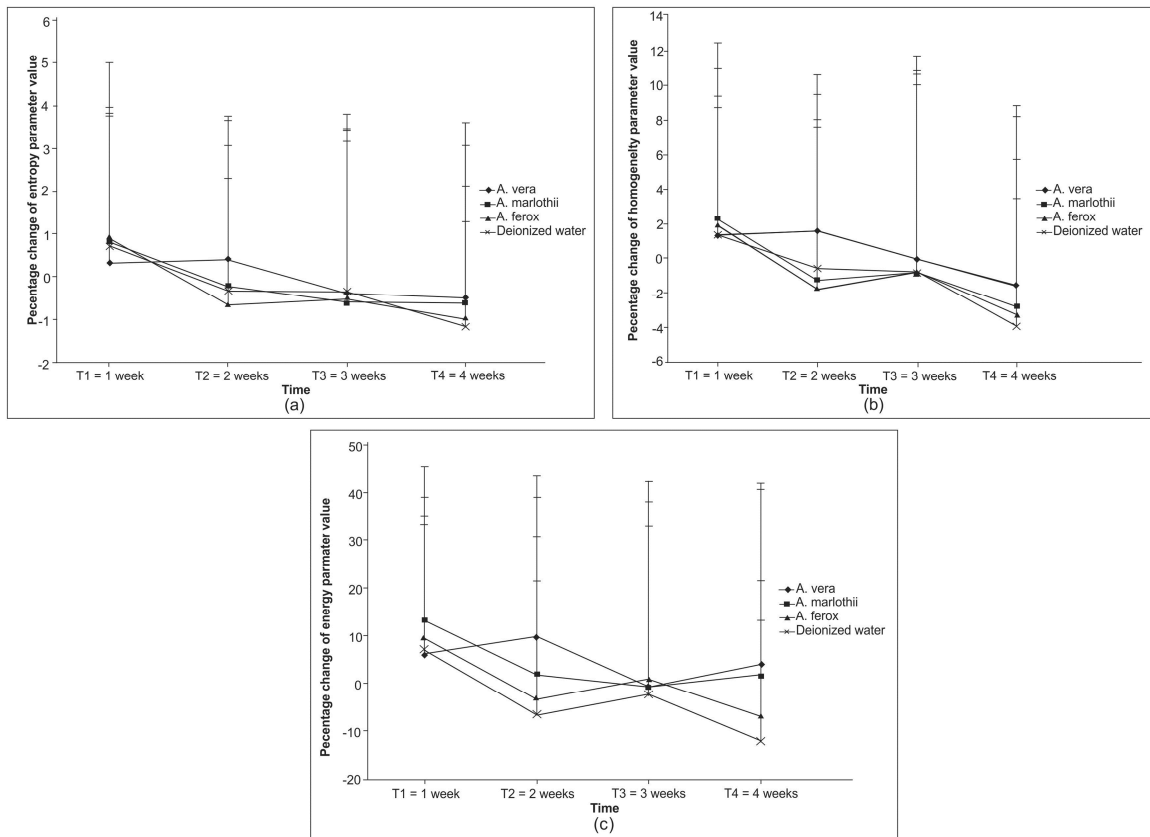 Pecentage change of entropy parameter value
6
5
4
3
2
1
0
-1
-2
T1 = 1 week
T2 = 2 weeks
T3 = 3 weeks
T4 = 4 weeks
Time
(a)
A. vera
A. marlothii
A. ferox
Deionized water
Pecentage change of homogeneity parameter value
14
12
10
8
6
4
2
0
-2
-4
-6
T1 = 1 week
T2 = 2 weeks
T3 = 3 weeks
T4 = 4 weeks
Time
(b)
A. vera
A. marlothii
A. ferox
Deionized water
Pecentage change of energy parmater value
50
40
30
20
10
0
-10
-20
T1 = 1 week
T2 = 2 weeks
T3 = 3 weeks
T4 = 4 weeks
Time
(c)
A. vera
A. marlothii
A. ferox
Deionized water